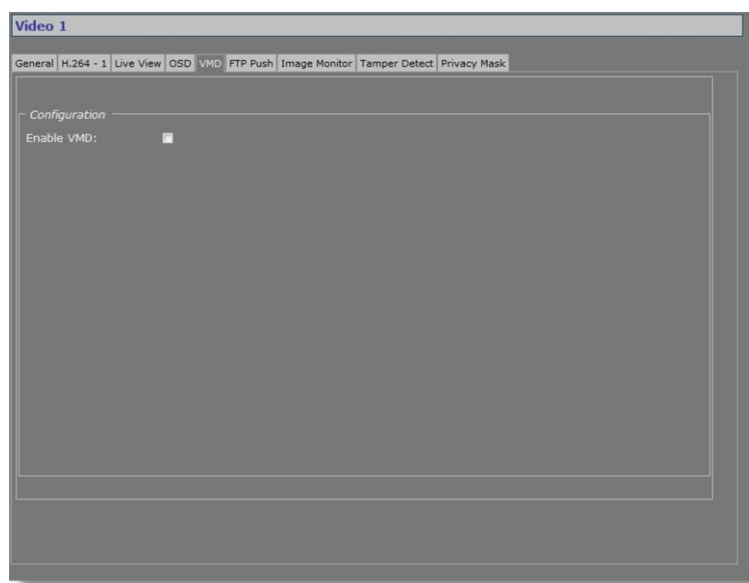 Video 1
General H.264 - 1 Live View OSD VMD FTP Push Image Monitor Tamper Detect Privacy Mask
Configuration
Enable VMD: